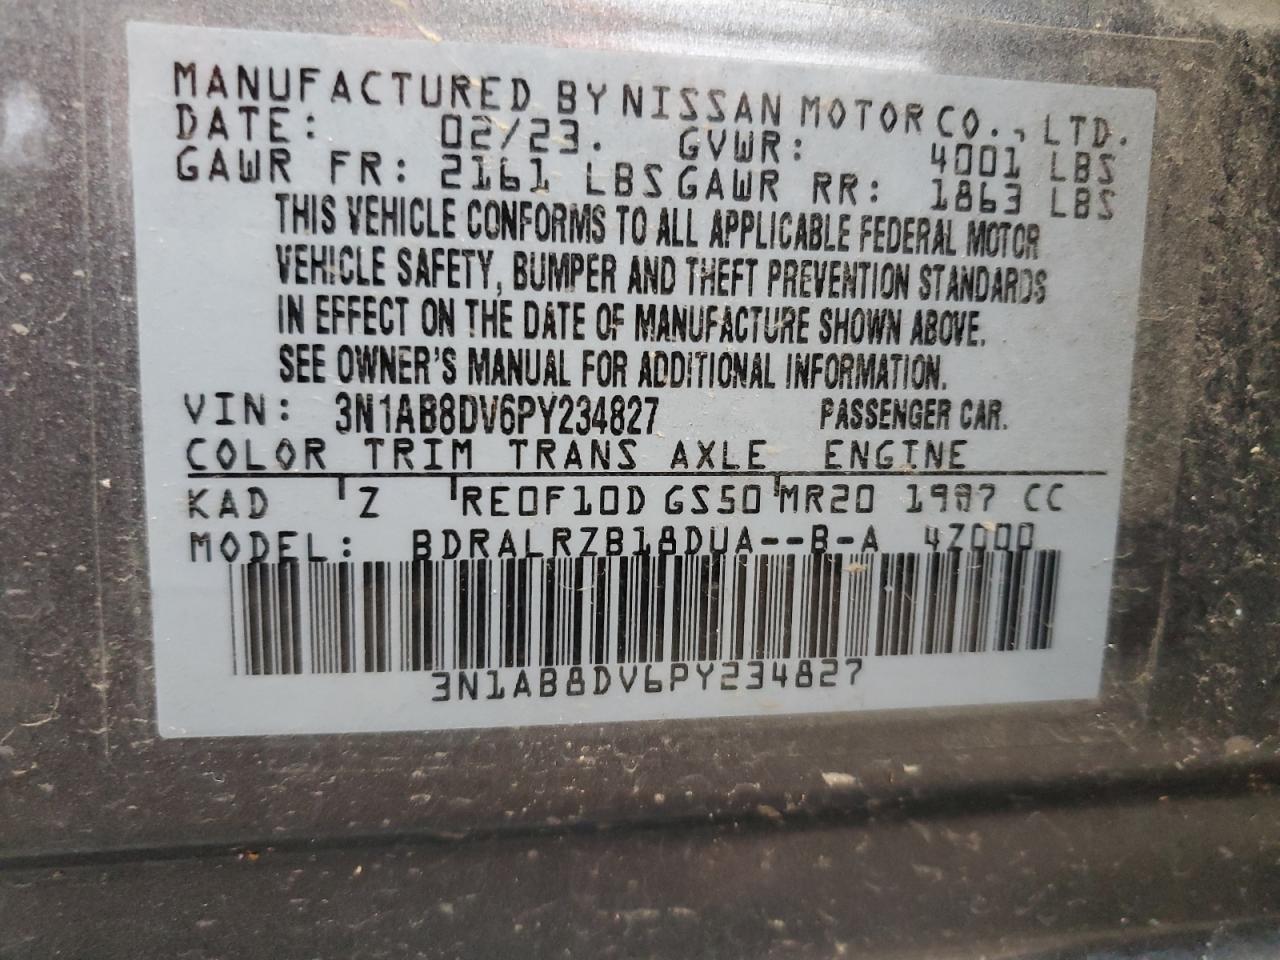 MANUFACTURED BY NISSAN MOTOR CO., LTD.
DATE: 02/23. GVWR: 4001 LBS
GAWR FR: 2161 LBS GAWR RR: 1863 LBS
THIS VEHICLE CONFORMS TO ALL APPLICABLE FEDERAL MOTOR
VEHICLE SAFETY, BUMPER AND THEFT PREVENTION STANDARDS
IN EFFECT ON THE DATE OF MANUFACTURE SHOWN ABOVE.
SEE OWNER'S MANUAL FOR ADDITIONAL INFORMATION.
VIN: 3N1AB8DV6PY234827 PASSENGER CAR.
COLOR TRIM TRANS AXLE ENGINE
KAD Z RE0F10D GS50 MR20 1997 CC
MODEL: BDRALRZB18DUA--B-A 4Z000
3N1AB8DV6PY234827